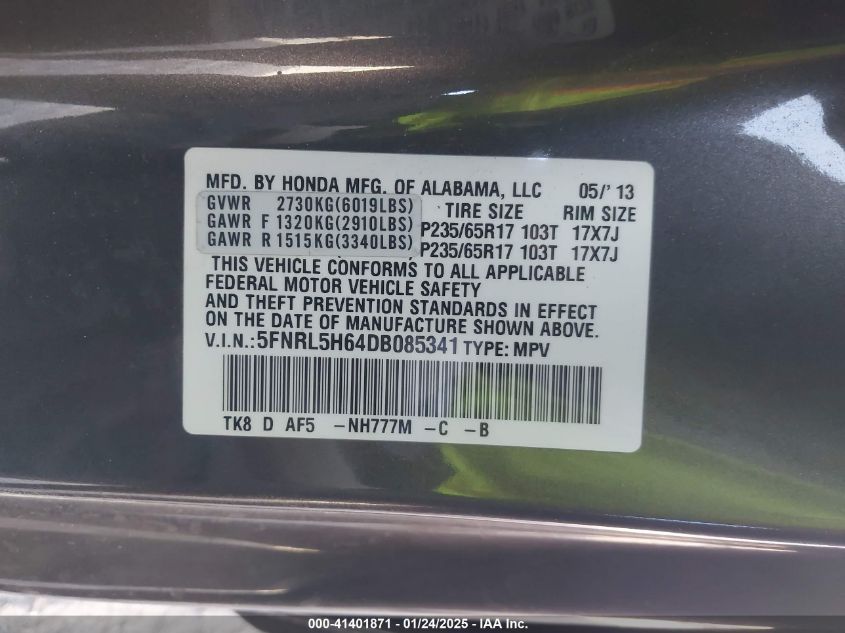 MFD. BY HONDA MFG. OF ALABAMA, LLC 05/' 13
GVWR 2730KG(6019LBS) TIRE SIZE RIM SIZE
GAWR F 1320KG(2910LBS) P235/65R17 103T 17X7J
GAWR R 1515KG(3340LBS) P235/65R17 103T 17X7J
THIS VEHICLE CONFORMS TO ALL APPLICABLE
FEDERAL MOTOR VEHICLE SAFETY
AND THEFT PREVENTION STANDARDS IN EFFECT
ON THE DATE OF MANUFACTURE SHOWN ABOVE.
V.I.N.:5FNRL5H64DB085341 TYPE: MPV
TK8 D AF5 -NH777M -C -B
000-41401871 - 01/24/2025 - IAA Inc.